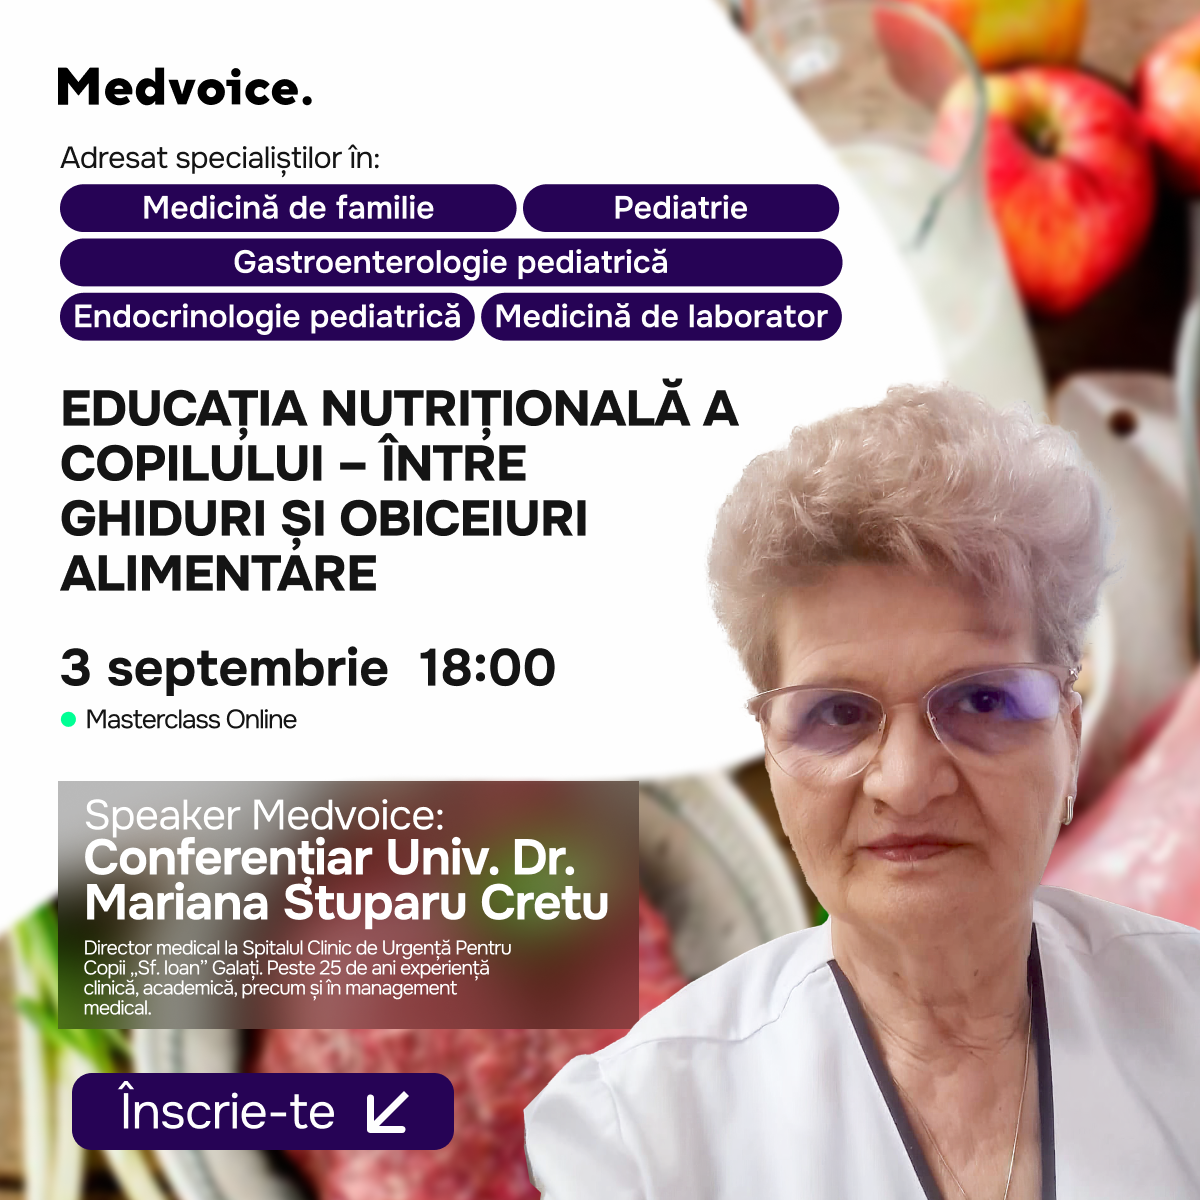 Medvoice.
Adresat specialiștilor în:
Medicină de familie
Pediatrie
Gastroenterologie pediatrică
Endocrinologie pediatrică
Medicină de laborator
EDUCAȚIA NUTRIȚIONALĂ A
COPILULUI – ÎNTRE
GHIDURI ȘI OBICEIURI
ALIMENTARE
3 septembrie 18:00
Masterclass Online
Speaker Medvoice:
Conferențiar Univ. Dr.
Mariana Stuparu Cretu
Director medical la Spitalul Clinic de Urgență Pentru
Copii „Sf. Ioan” Galați. Peste 25 de ani experiență
clinică, academică, precum și în management
medical.
Înscrie-te